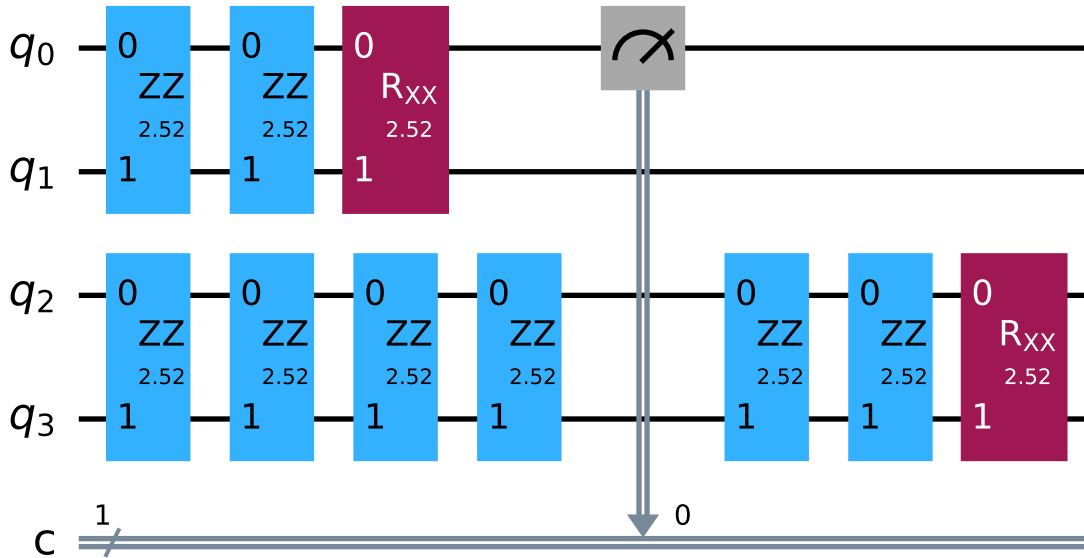 q0 0 0 0
ZZ ZZ RXX
2.52 2.52 2.52
q1 1 1 1
q2 0 0 0 0 0 0 0
ZZ ZZ ZZ ZZ ZZ ZZ RXX
2.52 2.52 2.52 2.52 2.52 2.52 2.52
q3 1 1 1 1 1 1 1
1 0
c